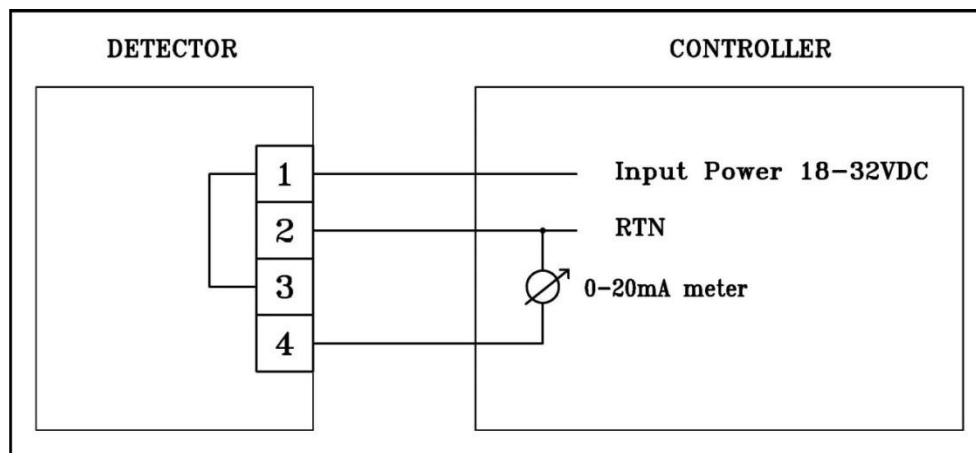 DETECTOR
CONTROLLER
1
Input Power 18-32VDC
2
RTN
3
0-20mA meter
4